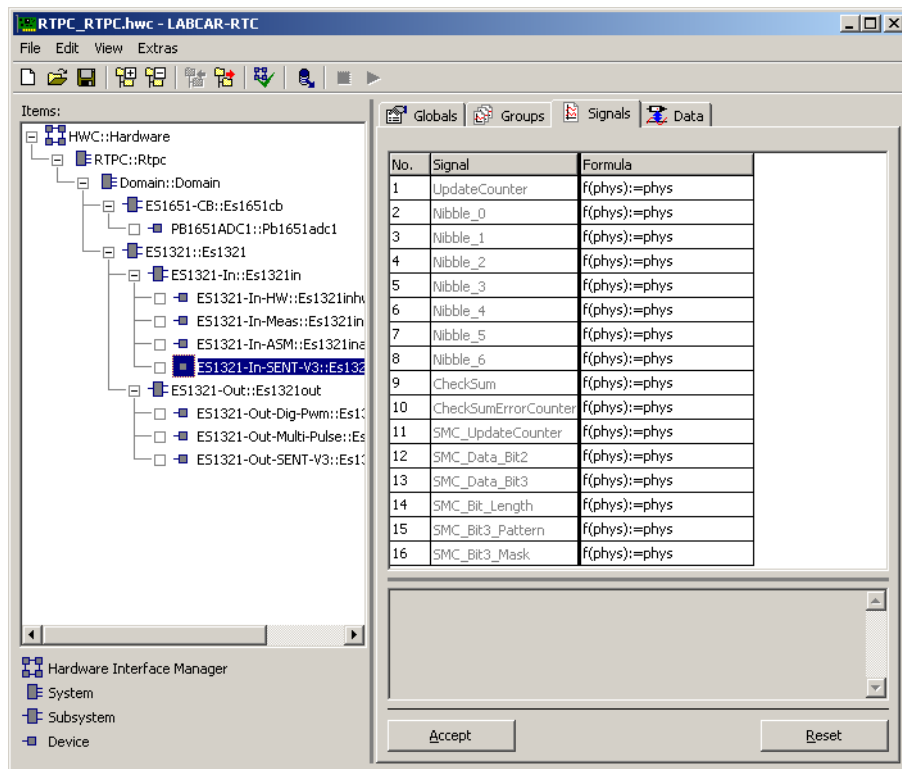 RTPC_RTPC.hwc - LABCAR-RTC
File Edit View Extras
Items:
HWC::Hardware
RTPC::Rtpc
Domain::Domain
ES1651-CB::Es1651cb
PB1651ADC1::Pb1651adc1
ES1321::Es1321
ES1321-In::Es1321in
ES1321-In-HW::Es1321inhw
ES1321-In-Meas::Es1321in
ES1321-In-ASM::Es1321ina
ES1321-In-SENT-V3::Es132
ES1321-Out::Es1321out
ES1321-Out-Dig-Pwm::Es13
ES1321-Out-Multi-Pulse::Es
ES1321-Out-SENT-V3::Es13
Hardware Interface Manager
System
Subsystem
Device
Globals Groups Signals Data
No. Signal Formula
1 UpdateCounter f(phys):=phys
2 Nibble_0 f(phys):=phys
3 Nibble_1 f(phys):=phys
4 Nibble_2 f(phys):=phys
5 Nibble_3 f(phys):=phys
6 Nibble_4 f(phys):=phys
7 Nibble_5 f(phys):=phys
8 Nibble_6 f(phys):=phys
9 CheckSum f(phys):=phys
10 CheckSumErrorCounter f(phys):=phys
11 SMC_UpdateCounter f(phys):=phys
12 SMC_Data_Bit2 f(phys):=phys
13 SMC_Data_Bit3 f(phys):=phys
14 SMC_Bit_Length f(phys):=phys
15 SMC_Bit3_Pattern f(phys):=phys
16 SMC_Bit3_Mask f(phys):=phys
Accept Reset